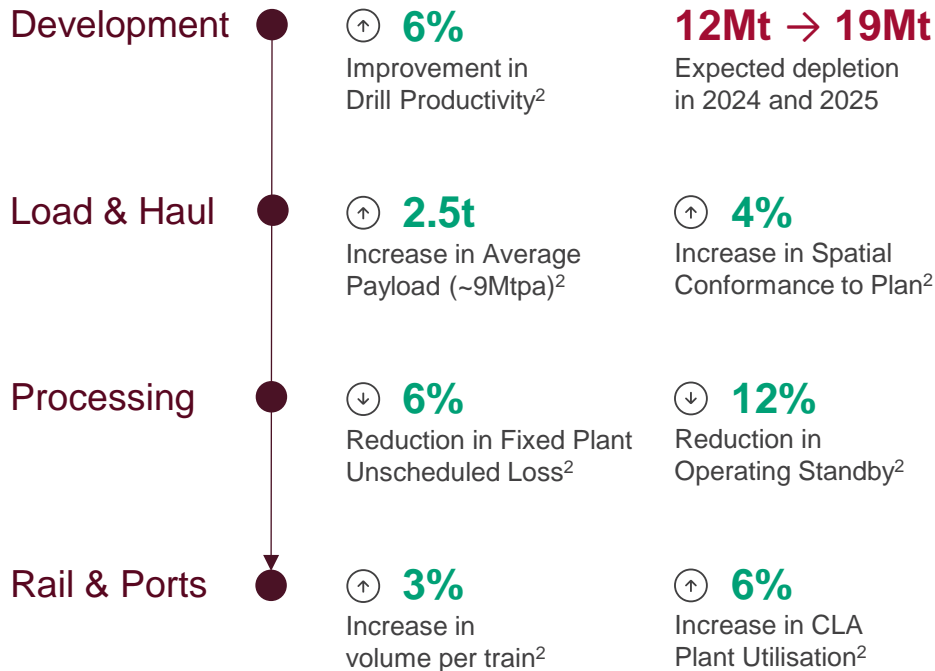 Development
6%
Improvement in
Drill Productivity2
12Mt → 19Mt
Expected depletion
in 2024 and 2025
Load & Haul
2.5t
Increase in Average
Payload (~9Mtpa)2
4%
Increase in Spatial
Conformance to Plan2
Processing
6%
Reduction in Fixed Plant
Unscheduled Loss2
12%
Reduction in
Operating Standby2
Rail & Ports
3%
Increase in
volume per train2
6%
Increase in CLA
Plant Utilisation2